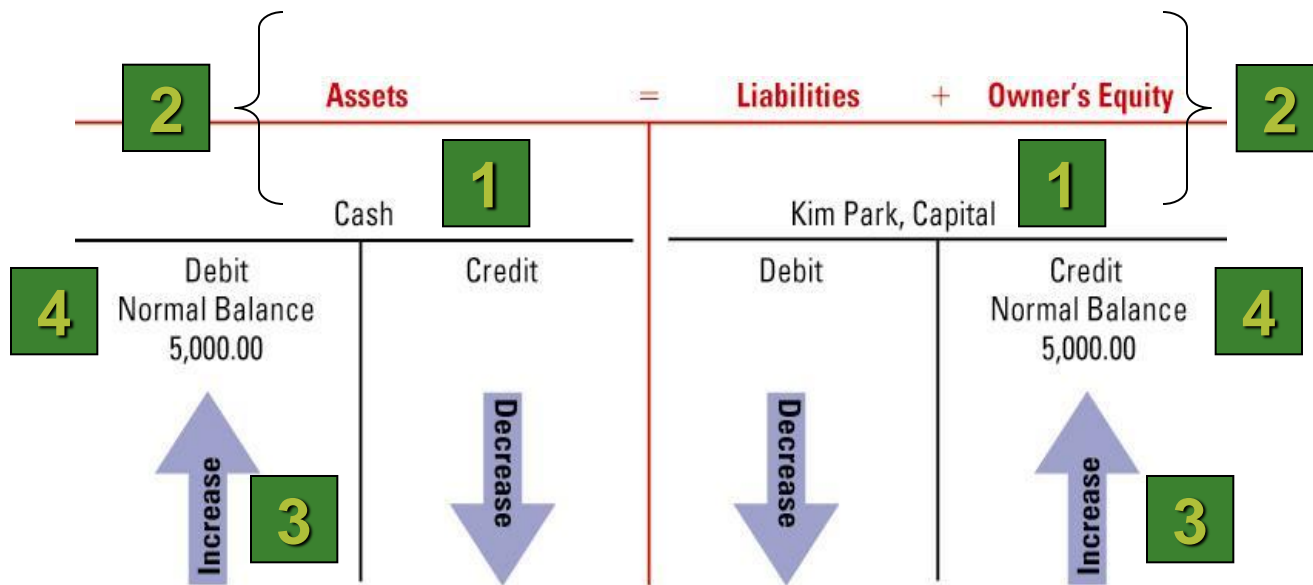 2
Assets = Liabilities + Owner's Equity
2
1
1
Cash
Kim Park, Capital
4
Debit
Normal Balance
5,000.00
Credit
Debit
Credit
Normal Balance
5,000.00
4
Increase
3
Decrease
Decrease
Increase
3